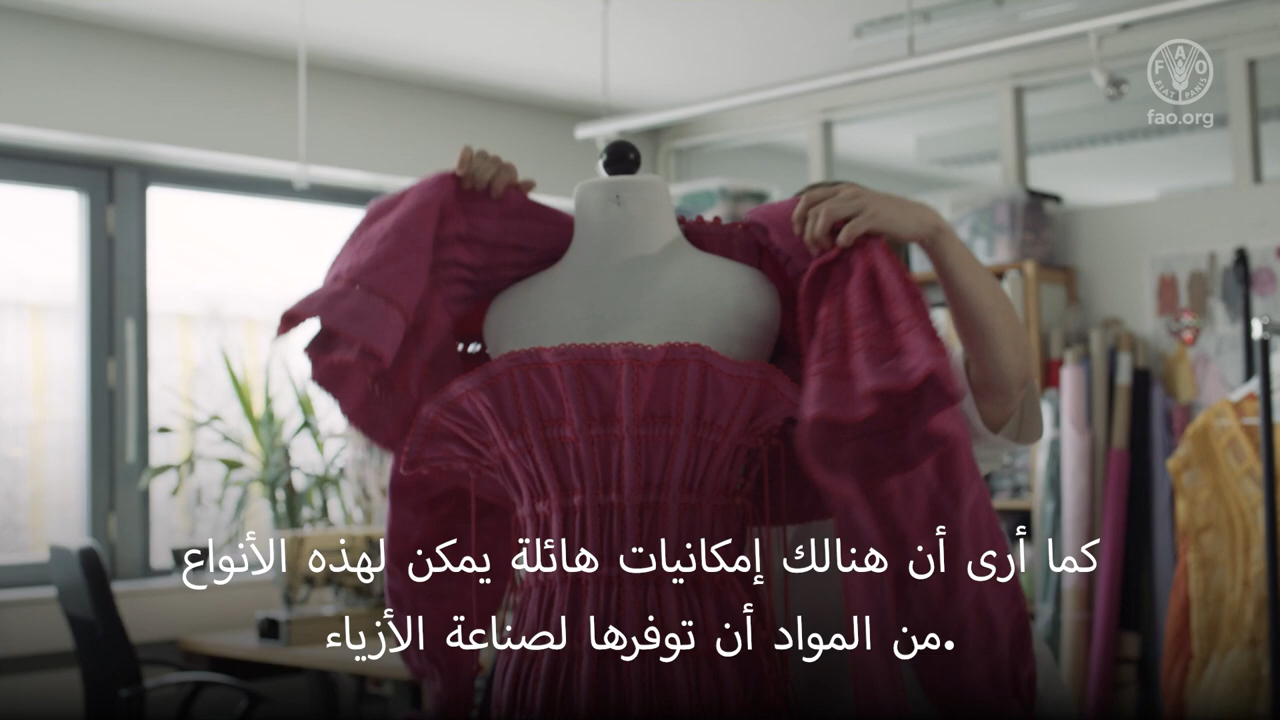 FAO
FIAT PANIS
fao.org
كما أرى أن هنالك إمكانيات هائلة يمكن لهذه الأنواع
.من المواد أن توفرها لصناعة الأزياء